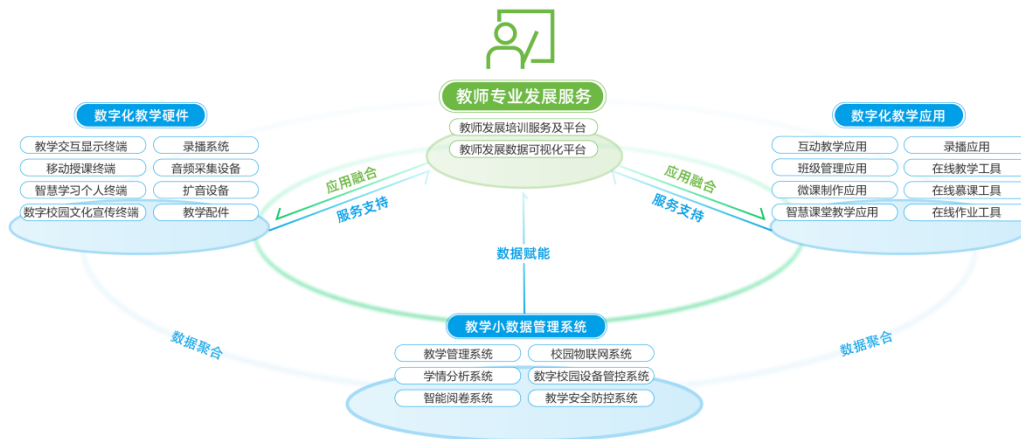 教师专业发展服务
教师发展培训服务及平台
教师发展数据可视化平台
数字化教学硬件
教学交互显示终端
录播系统
移动授课终端
音频采集设备
智慧学习个人终端
扩音设备
数字校园文化宣传终端
教学配件
数字化教学应用
互动教学应用
录播应用
班级管理应用
在线教学工具
微课制作应用
在线慕课工具
智慧课堂教学应用
在线作业工具
应用融合
服务支持
应用融合
服务支持
数据赋能
数据聚合
数据聚合
教学小数据管理系统
教学管理系统
校园物联网系统
学情分析系统
数字校园设备管控系统
智能阅卷系统
教学安全防控系统